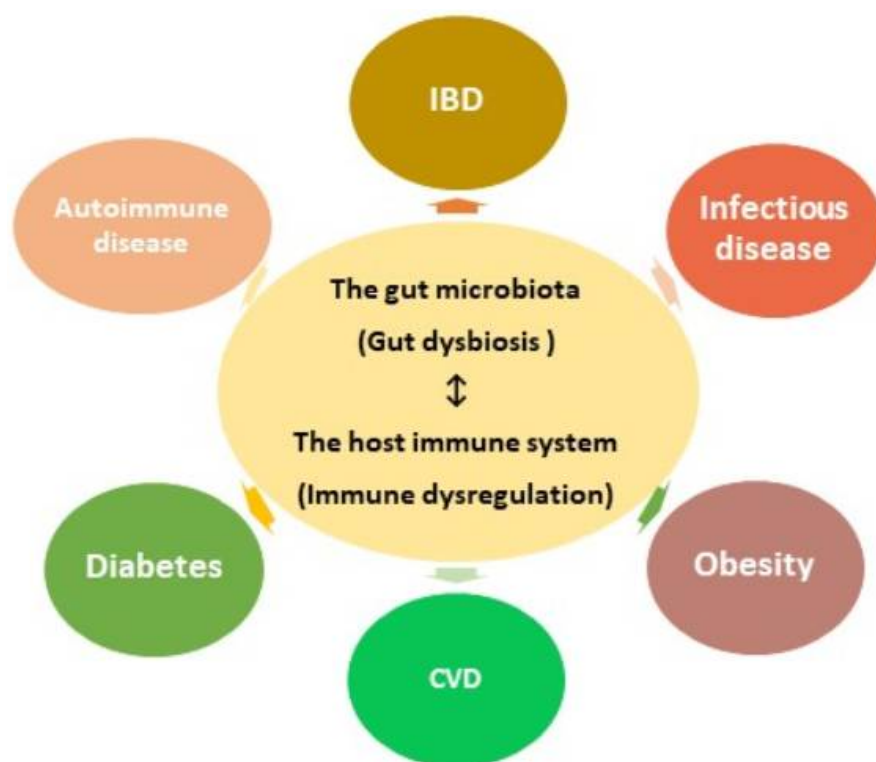 IBD
Autoimmune
disease
Infectious
disease
The gut microbiota
(Gut dysbiosis )
↕
The host immune system
(Immune dysregulation)
Diabetes
Obesity
CVD